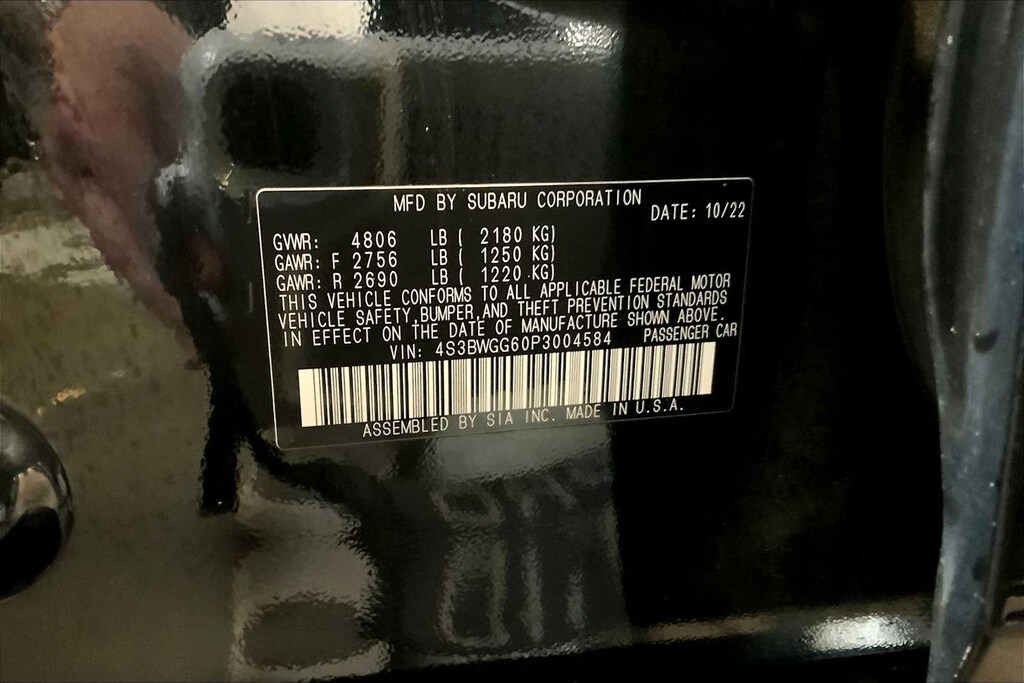 MFD BY SUBARU CORPORATION
DATE: 10/22
GVWR: 4806 LB ( 2180 KG)
GAWR: F 2756 LB ( 1250 KG)
GAWR: R 2690 LB ( 1220 KG)
THIS VEHICLE CONFORMS TO ALL APPLICABLE FEDERAL MOTOR
VEHICLE SAFETY, BUMPER, AND THEFT PREVENTION STANDARDS
IN EFFECT ON THE DATE OF MANUFACTURE SHOWN ABOVE.
VIN: 4S3BWGG60P3004584 PASSENGER CAR
ASSEMBLED BY SIA INC. MADE IN U.S.A.